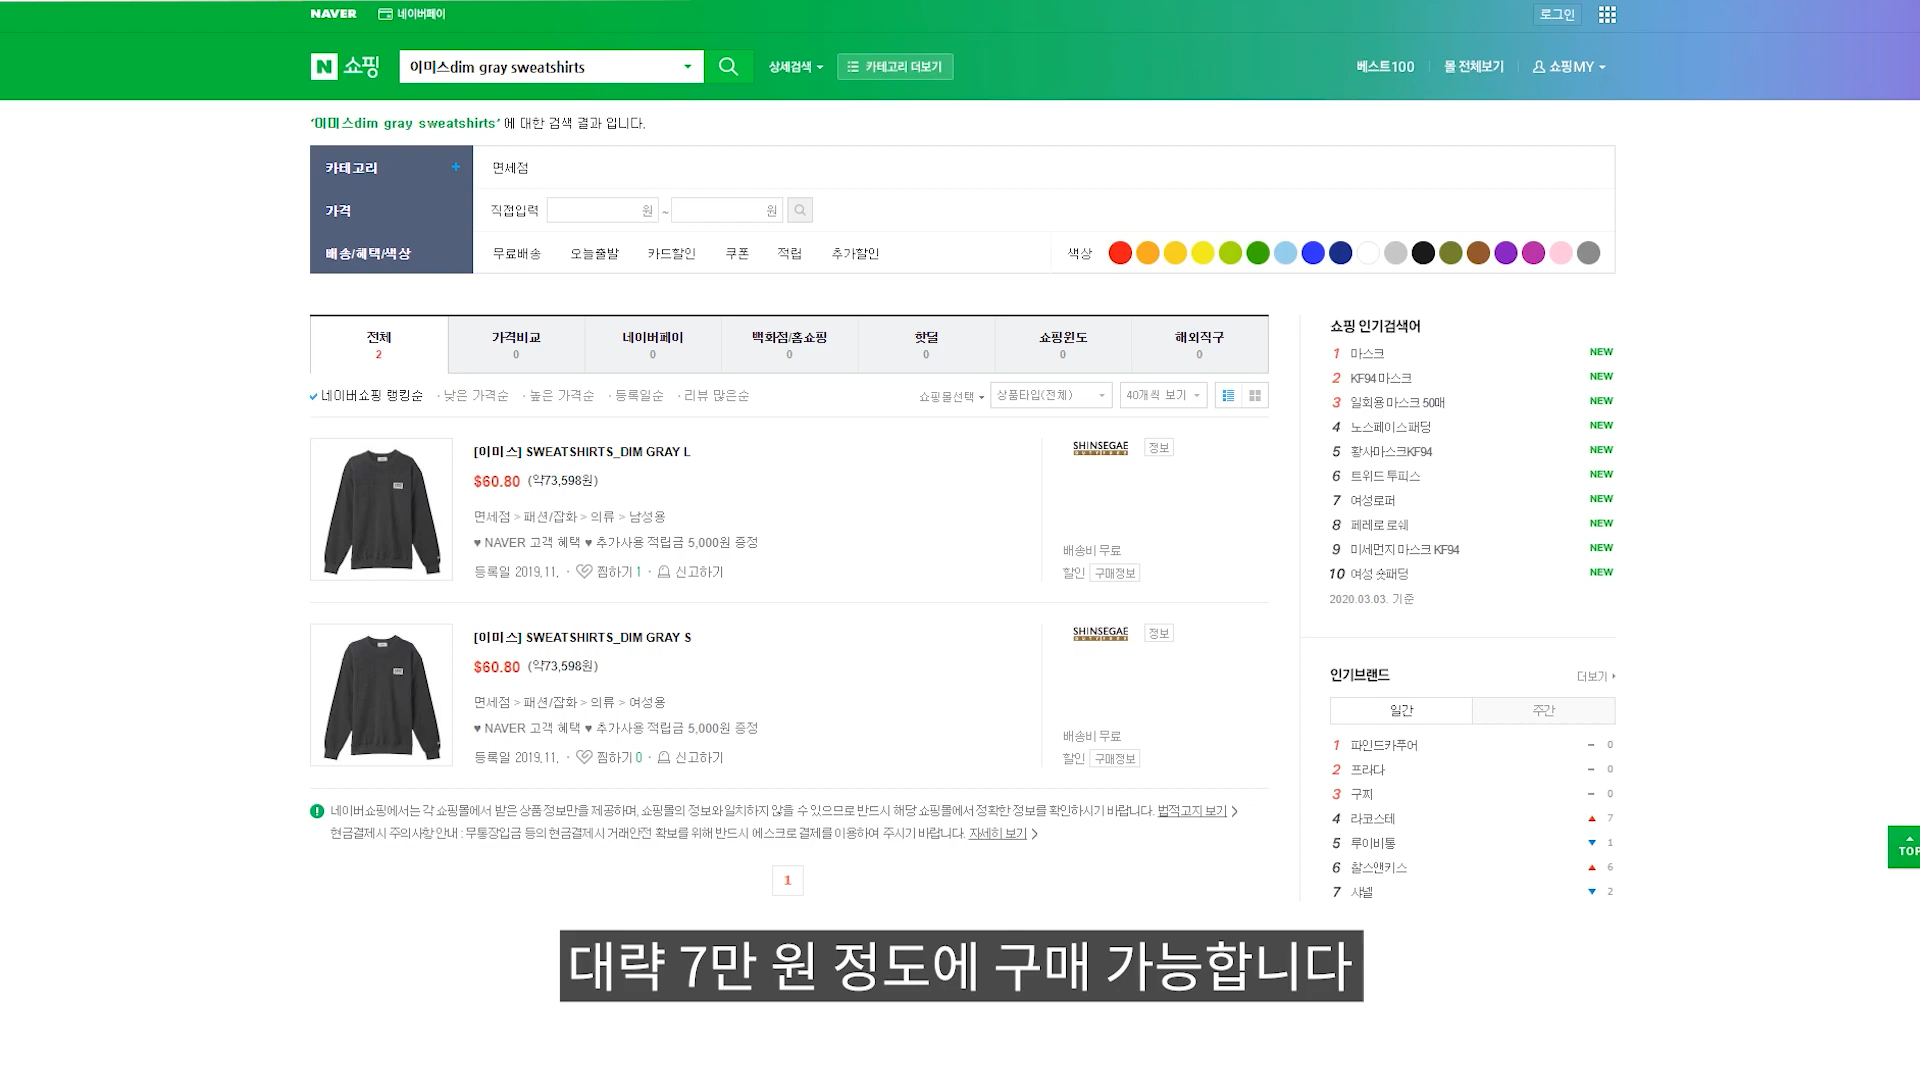 NAVER 네이버페이 로그인
N 쇼핑 이미스dim gray sweatshirts 상세검색 카테고리 더보기 베스트100 몰 전체보기 쇼핑MY
‘이미스dim gray sweatshirts’ 에 대한 검색 결과 입니다.
카테고리 + 면세점
가격 직접입력 원 ~ 원
배송/혜택/색상 무료배송 오늘출발 카드할인 쿠폰 적립 추가할인 색상
전체 가격비교 네이버페이 백화점/홈쇼핑 핫딜 쇼핑윈도 해외직구
2 0 0 0 0 0 0
네이버쇼핑 랭킹순 · 낮은 가격순 · 높은 가격순 · 등록일순 · 리뷰 많은순 쇼핑몰선택 상품타입(전체) 40개씩 보기
[이미스] SWEATSHIRTS_DIM GRAY L
$60.80 (약73,598원)
면세점 > 패션/잡화 > 의류 > 남성용
♥ NAVER 고객 혜택 ♥ 추가사용 적립금 5,000원 증정
등록일 2019.11. · 찜하기 1 · 신고하기
SHINSEGAE 정보
DUTY FREE
배송비 무료
할인 구매정보
[이미스] SWEATSHIRTS_DIM GRAY S
$60.80 (약73,598원)
면세점 > 패션/잡화 > 의류 > 여성용
♥ NAVER 고객 혜택 ♥ 추가사용 적립금 5,000원 증정
등록일 2019.11. · 찜하기 0 · 신고하기
SHINSEGAE 정보
DUTY FREE
배송비 무료
할인 구매정보
네이버쇼핑에서는 각 쇼핑몰에서 받은 상품 정보만을 제공하며, 쇼핑몰의 정보와 일치하지 않을 수 있으므로 반드시 해당 쇼핑몰에서 정확한 정보를 확인하시기 바랍니다. 법적고지 보기
현금결제시 주의사항 안내 : 무통장입금 등의 현금결제시 거래안전 확보를 위해 반드시 에스크로 결제를 이용하여 주시기 바랍니다. 자세히 보기
1
쇼핑 인기검색어
1 마스크 NEW
2 KF94 마스크 NEW
3 일회용 마스크 50매 NEW
4 노스페이스 패딩 NEW
5 황사마스크KF94 NEW
6 트위드 투피스 NEW
7 여성로퍼 NEW
8 페레로 로쉐 NEW
9 미세먼지 마스크 KF94 NEW
10 여성 숏패딩 NEW
2020.03.03. 기준
인기브랜드 더보기
일간 주간
1 파인드카푸어 − 0
2 프라다 − 0
3 구찌 − 0
4 라코스테 ▲ 7
5 루이비통 ▼ 1
6 찰스앤키스 ▲ 6
7 샤넬 ▼ 2
TOP
대략 7만 원 정도에 구매 가능합니다